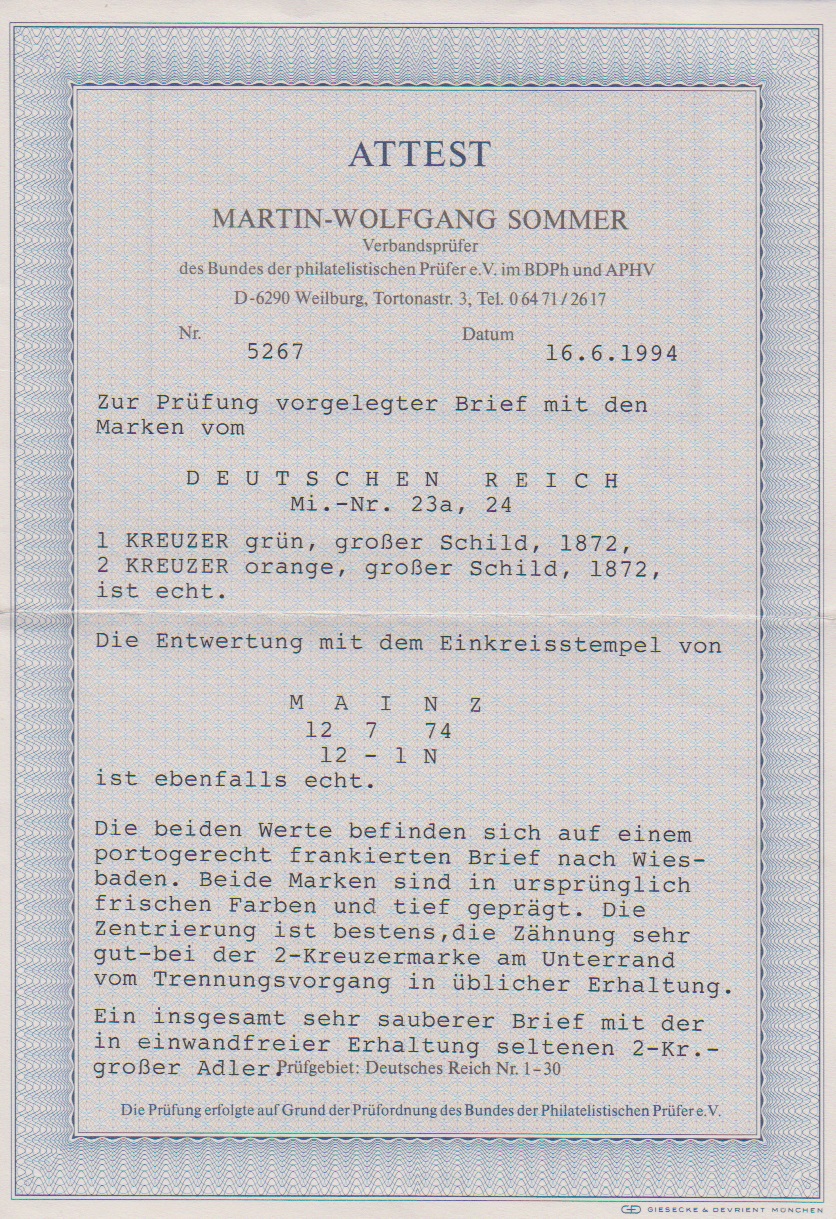 ATTEST
MARTIN-WOLFGANG SOMMER
Verbandsprüfer
des Bundes der philatelistischen Prüfer e.V. im BDPh und APHV
D-6290 Weilburg, Tortonastr. 3, Tel. 0 64 71 / 26 17
Nr. Datum
5267 16.6.1994
Zur Prüfung vorgelegter Brief mit den
Marken vom
D E U T S C H E N   R E I C H
Mi.-Nr. 23a, 24
1 KREUZER grün, großer Schild, 1872,
2 KREUZER orange, großer Schild, 1872,
ist echt.
Die Entwertung mit dem Einkreisstempel von
M A I N Z
12 7 74
12 - 1 N
ist ebenfalls echt.
Die beiden Werte befinden sich auf einem
portogerecht frankierten Brief nach Wies-
baden. Beide Marken sind in ursprünglich
frischen Farben und tief geprägt. Die
Zentrierung ist bestens,die Zähnung sehr
gut-bei der 2-Kreuzermarke am Unterrand
vom Trennungsvorgang in üblicher Erhaltung.
Ein insgesamt sehr sauberer Brief mit der
in einwandfreier Erhaltung seltenen 2-Kr.-
großer Adler. Prüfgebiet: Deutsches Reich Nr. 1-30
Die Prüfung erfolgte auf Grund der Prüfordnung des Bundes der Philatelistischen Prüfer e.V.
GIESECKE & DEVRIENT MÜNCHEN